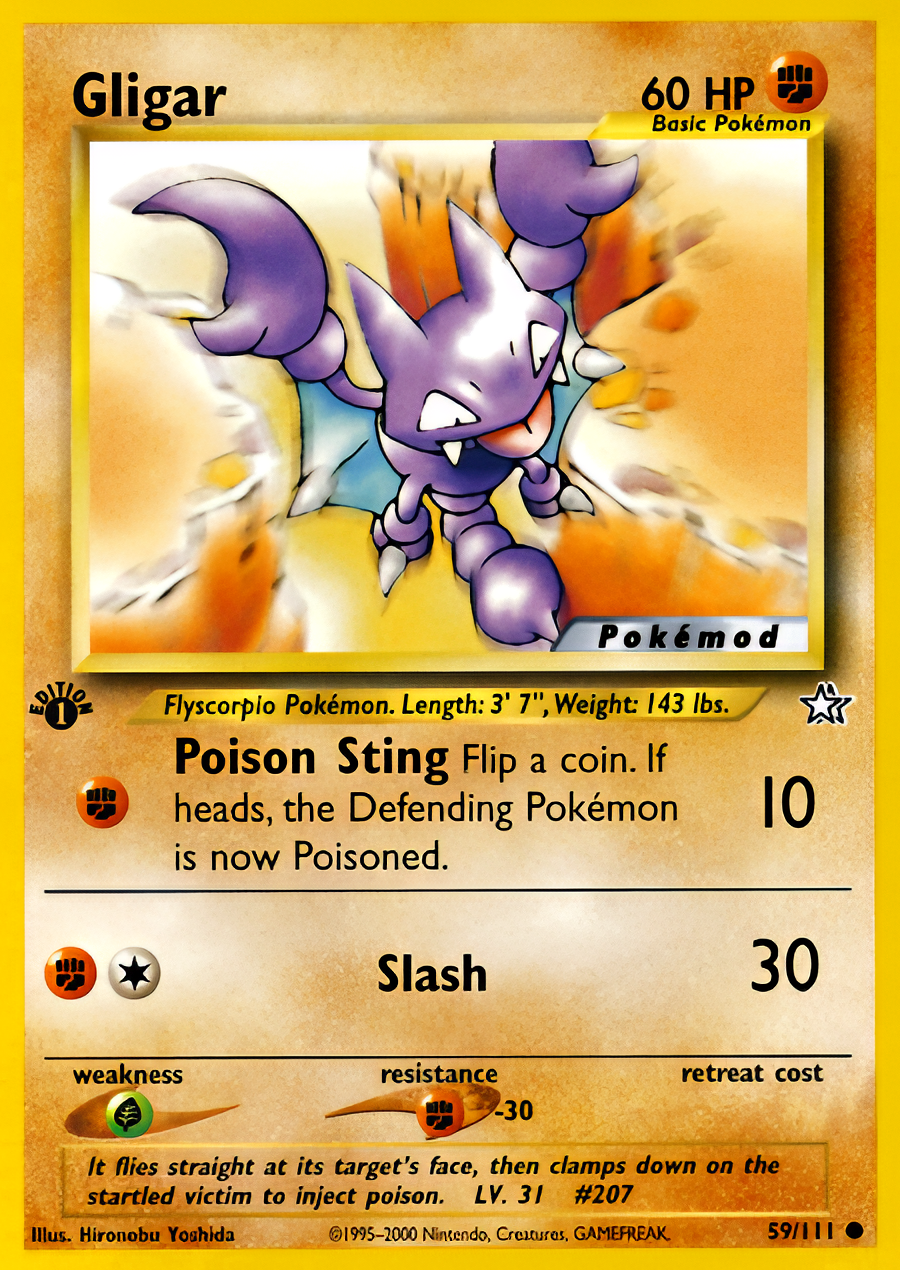 Gligar
60 HP
Basic Pokémon
Pokémod
EDITION
1
Flyscorpio Pokémon. Length: 3' 7", Weight: 143 lbs.
Poison Sting Flip a coin. If
heads, the Defending Pokémon
is now Poisoned.
10
Slash
30
weakness
resistance
retreat cost
-30
It flies straight at its target's face, then clamps down on the
startled victim to inject poison. LV. 31 #207
Illus. Hironobu Yoshida
©1995–2000 Nintendo, Creatures, GAMEFREAK.
59/111